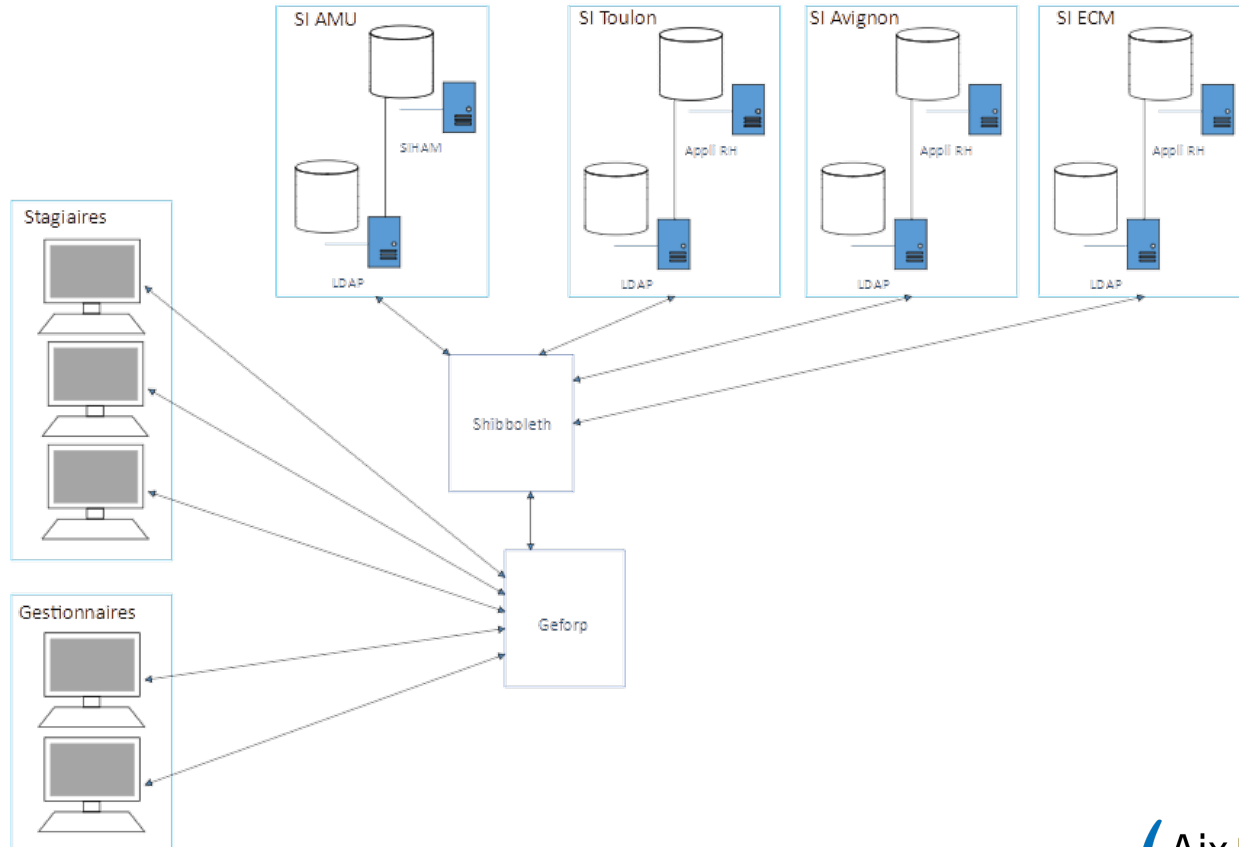 SI AMU
SI Toulon
SI Avignon
SI ECM
SIHAM
Appli RH
Appli RH
Appli RH
LDAP
LDAP
LDAP
LDAP
Stagiaires
Shibboleth
Gestionnaires
Geforp
Aix